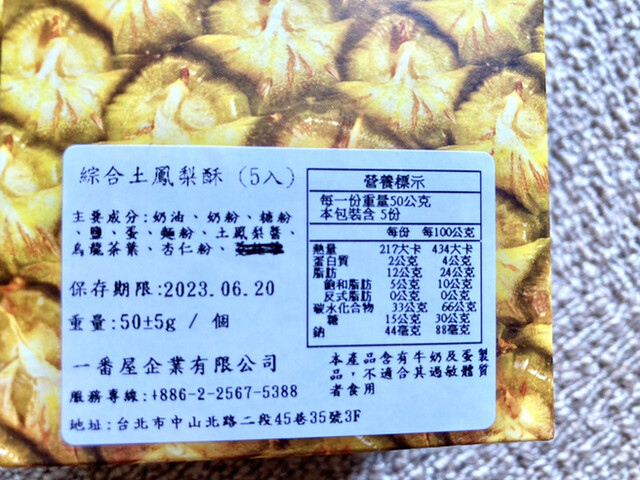 綜合土鳳梨酥 (5入)
主要成分:奶油、奶粉、糖粉
、鹽、蛋、麵粉、土鳳梨醬、
烏龍茶葉、杏仁粉、
保存期限:2023.06.20
重量:50±5g / 個
一番屋企業有限公司
服務專線:+886-2-2567-5388
地址:台北市中山北路二段45巷35號3F
營養標示
每一份重量50公克
本包裝含 5份
每份 每100公克
熱量 217大卡 434大卡
蛋白質 2公克 4公克
脂肪 12公克 24公克
飽和脂肪 5公克 10公克
反式脂肪 0公克 0公克
碳水化合物 33公克 66公克
糖 15公克 30公克
鈉 44毫克 88毫克
本產品含有牛奶及蛋製
品，不適合其過敏體質
者食用